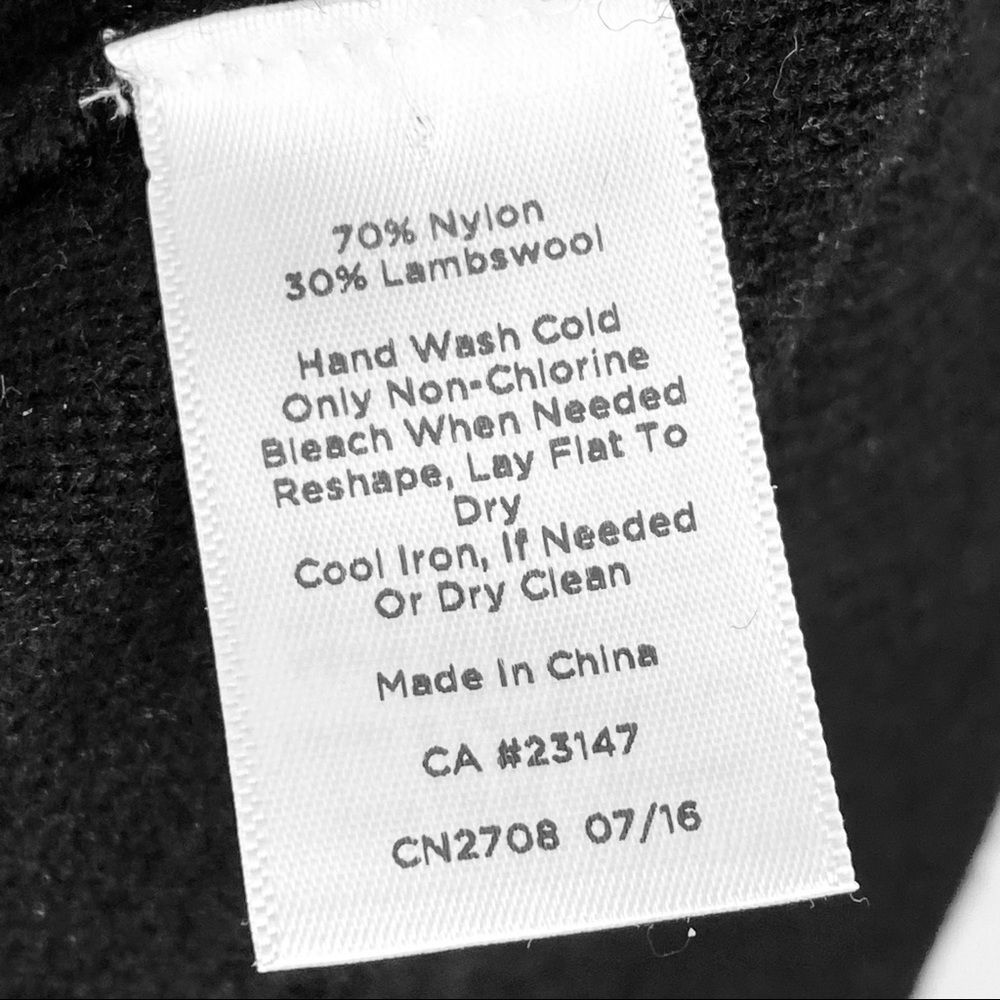 70% Nylon
30% Lambswool
Hand Wash Cold
Only Non-Chlorine
Bleach When Needed
Reshape, Lay Flat To
Dry
Cool Iron, If Needed
Or Dry Clean
Made In China
CA #23147
CN2708 07/16